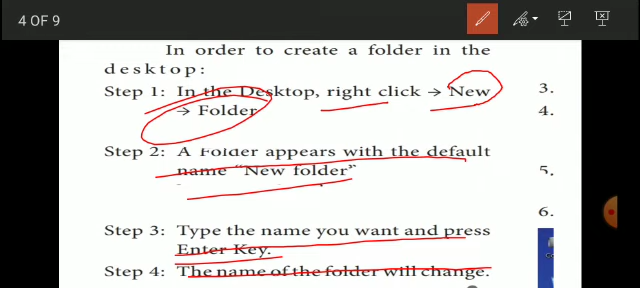 4 OF 9
In order to create a folder in the
desktop:
Step 1: In the Desktop, right click → New
→ Folder
Step 2: A Folder appears with the default
name "New folder"
Step 3: Type the name you want and press
Enter Key.
Step 4: The name of the folder will change.
3.
4.
5.
6.